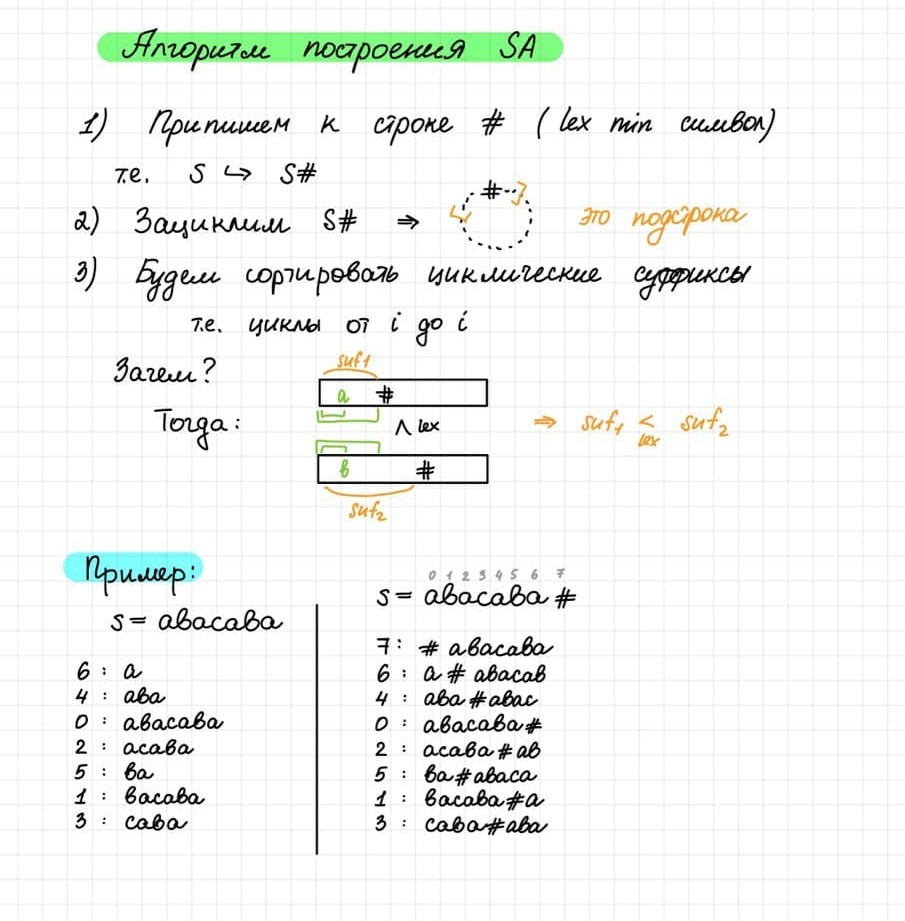 Алгоритм построения SA
1) Припишем к строке # (lex min символ)
т.е. S ↪ S#
2) Зациклим S# ⇒ # это подстрока
3) Будем сортировать циклические суффиксы
т.е. циклы от i до i
Зачем?
suf1
a #
Тогда: ∧ lex ⇒ suf1 < lex suf2
b #
suf2
Пример:
0 1 2 3 4 5 6 7
s = abacaba #
s = abacaba
7: # abacaba
6 : a
6 : a # abacab
4 : aba
4 : aba # abac
0 : abacaba
0 : abacaba #
2 : acaba
2 : acaba # ab
5 : ba
5 : ba # abaca
1 : bacaba
1 : bacaba # a
3 : caba
3 : caba # aba